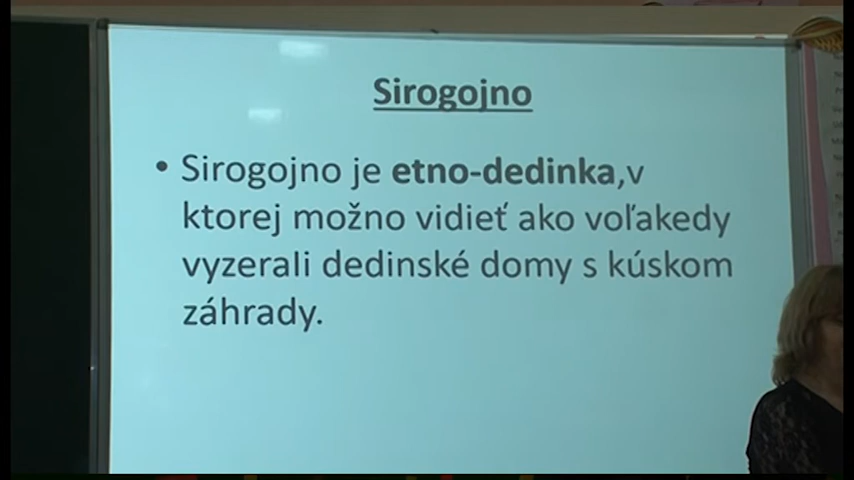 Sirogojno
• Sirogojno je etno-dedinka,v
ktorej možno vidieť ako voľakedy
vyzerali dedinské domy s kúskom
záhrady.